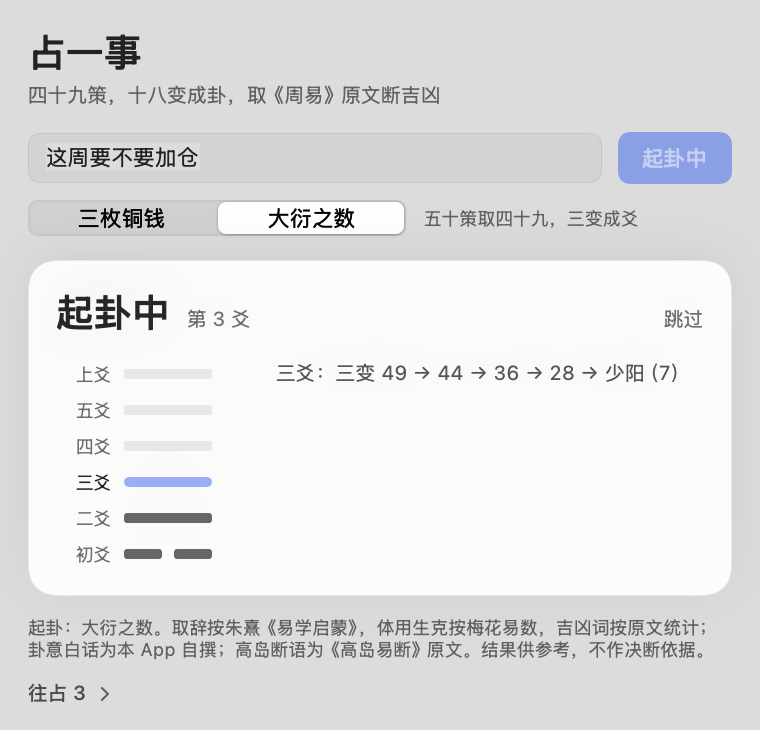 占一事
四十九策，十八变成卦，取《周易》原文断吉凶
这周要不要加仓
起卦中
三枚铜钱
大衍之数
五十策取四十九，三变成爻
起卦中 第 3 爻
跳过
上爻
三爻：三变 49 → 44 → 36 → 28 → 少阳 (7)
五爻
四爻
三爻
二爻
初爻
起卦：大衍之数。取辞按朱熹《易学启蒙》，体用生克按梅花易数，吉凶词按原文统计；
卦意白话为本 App 自撰；高岛断语为《高岛易断》原文。结果供参考，不作决断依据。
往占 3 >